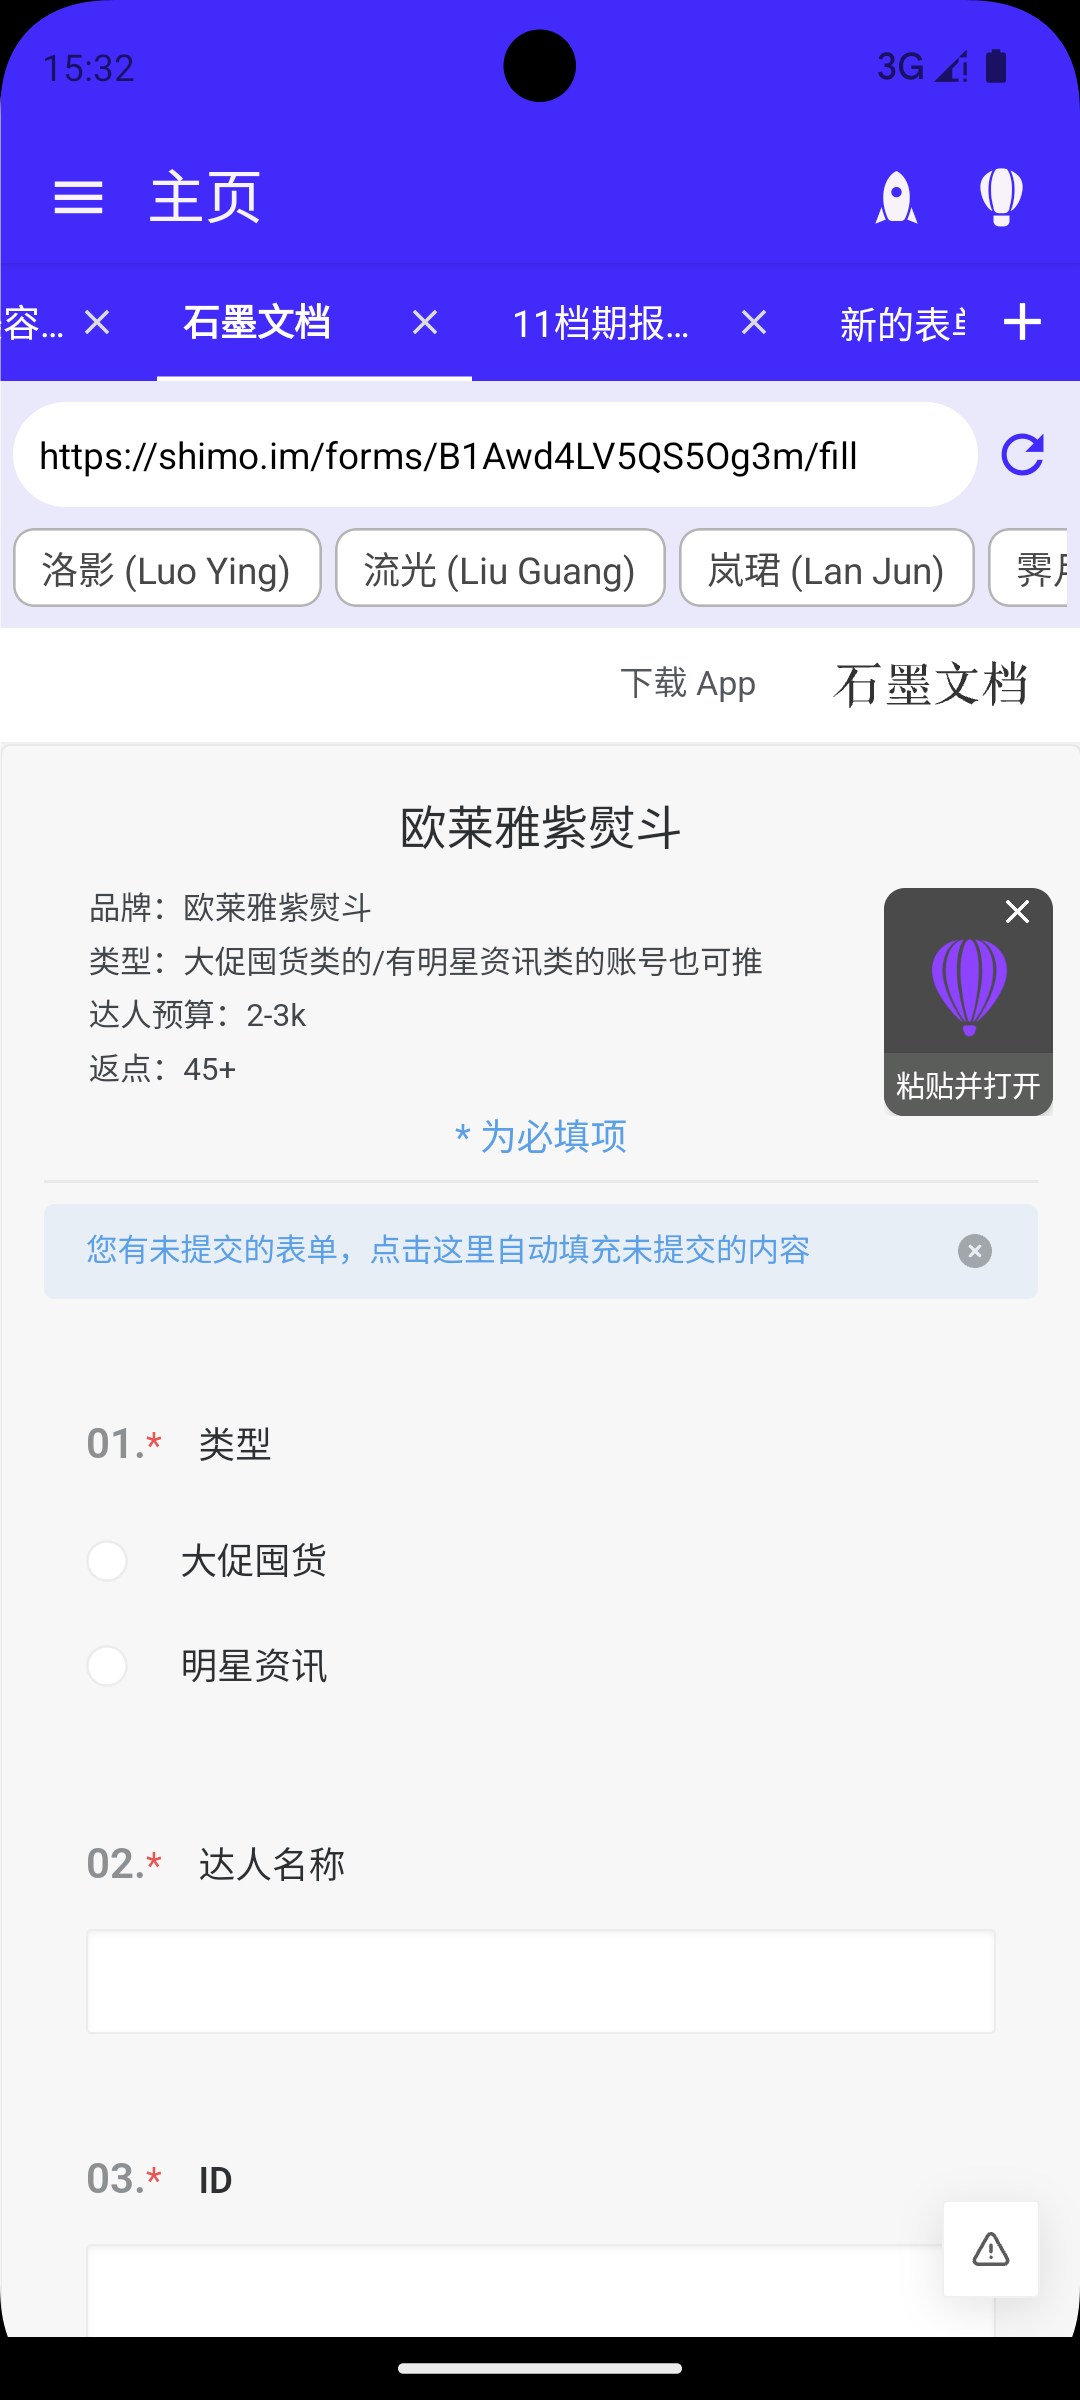 15:32
3G
主页
容...
石墨文档
11档期报...
新的表单
https://shimo.im/forms/B1Awd4LV5QS5Og3m/fill
洛影 (Luo Ying)
流光 (Liu Guang)
岚珺 (Lan Jun)
霁
下载 App
石墨文档
欧莱雅紫熨斗
品牌：欧莱雅紫熨斗
类型：大促囤货类的/有明星资讯类的账号也可推
达人预算：2-3k
返点：45+
粘贴并打开
* 为必填项
您有未提交的表单，点击这里自动填充未提交的内容
01.* 类型
大促囤货
明星资讯
02.* 达人名称
03.* ID